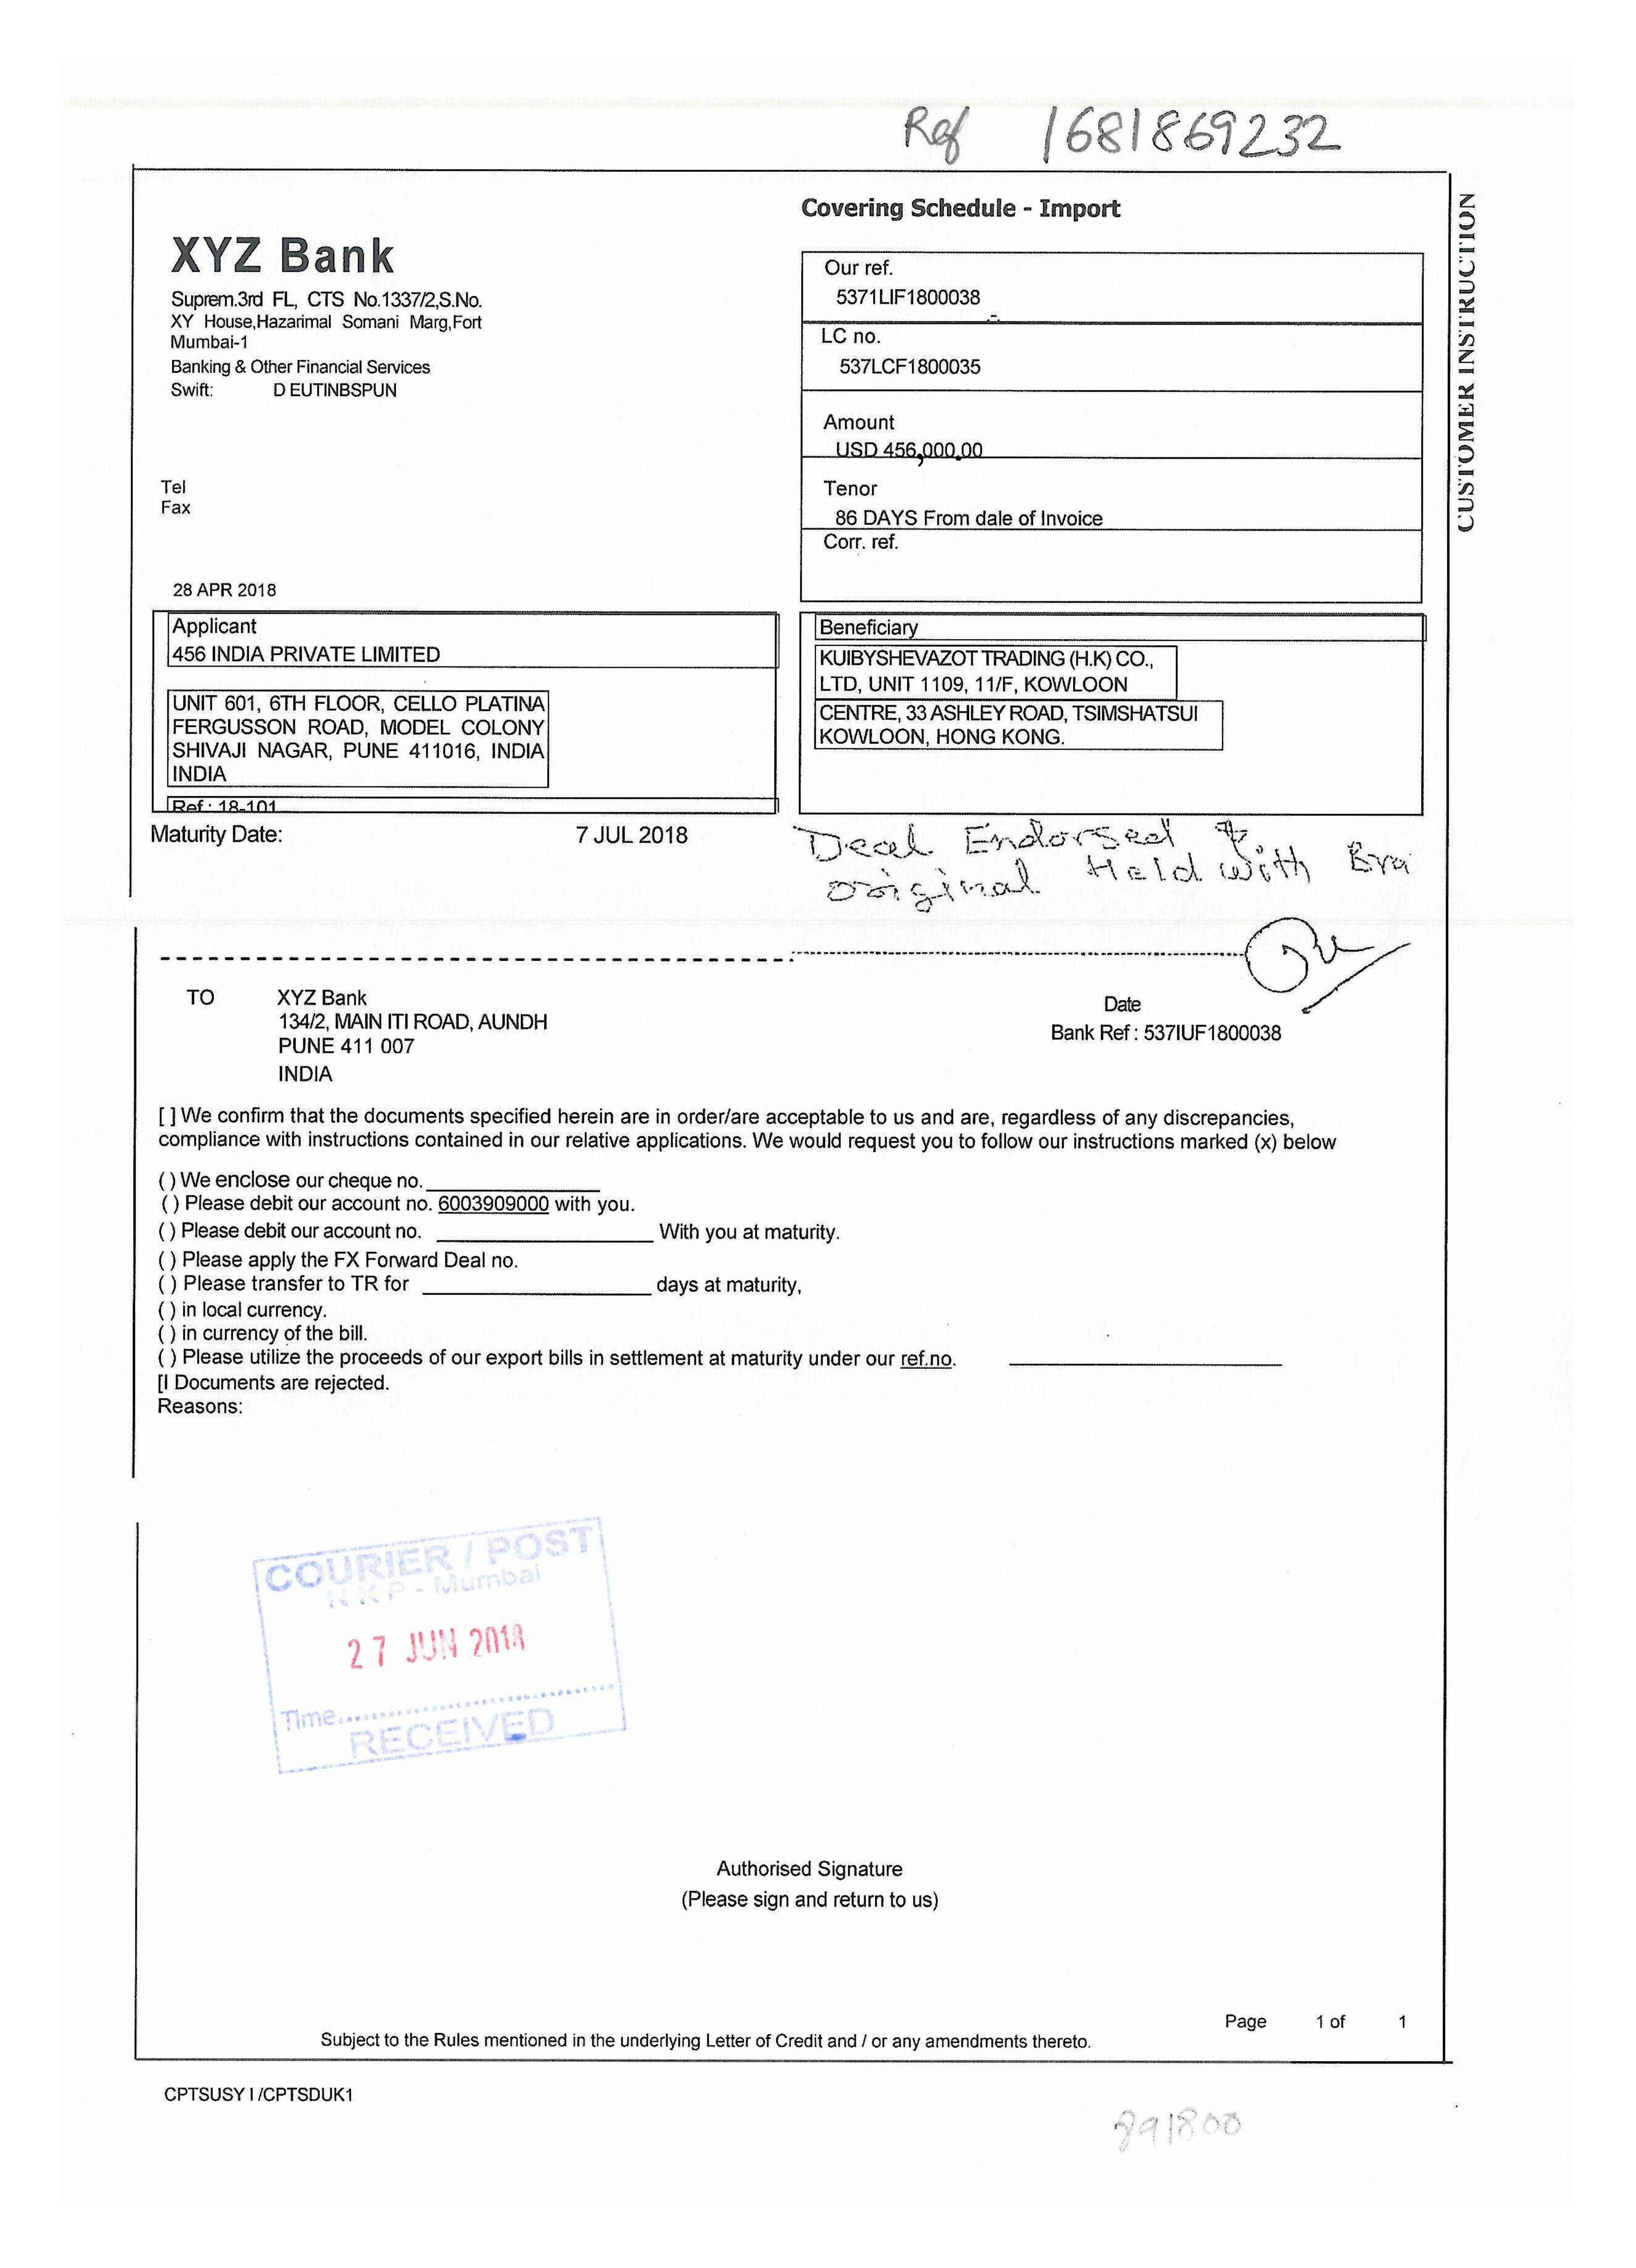 Ref 1681869232
CUSTOMER INSTRUCTION
Covering Schedule - Import
XYZ Bank
Suprem.3rd FL, CTS No.1337/2,S.No.
XY House,Hazarimal Somani Marg,Fort
Mumbai-1
Banking & Other Financial Services
Swift: D EUTINBSPUN
Tel
Fax
28 APR 2018
Our ref.
5371LIF1800038
LC no.
537LCF1800035
Amount
USD 456,000,00
Tenor
86 DAYS From dale of Invoice
Corr. ref.
Applicant
456 INDIA PRIVATE LIMITED
UNIT 601, 6TH FLOOR, CELLO PLATINA
FERGUSSON ROAD, MODEL COLONY
SHIVAJI NAGAR, PUNE 411016, INDIA
INDIA
Ref : 18-101
Beneficiary
KUIBYSHEVAZOT TRADING (H.K) CO.,
LTD, UNIT 1109, 11/F, KOWLOON
CENTRE, 33 ASHLEY ROAD, TSIMSHATSUI
KOWLOON, HONG KONG.
Maturity Date: 7 JUL 2018
Deal Endorsed &
original Held with
TO XYZ Bank
134/2, MAIN ITI ROAD, AUNDH
PUNE 411 007
INDIA
Date
Bank Ref : 537IUF1800038
[ ] We confirm that the documents specified herein are in order/are acceptable to us and are, regardless of any discrepancies,
compliance with instructions contained in our relative applications. We would request you to follow our instructions marked (x) below
( ) We enclose our cheque no.
( ) Please debit our account no. 6003909000 with you.
( ) Please debit our account no. With you at maturity.
( ) Please apply the FX Forward Deal no.
( ) Please transfer to TR for days at maturity,
( ) in local currency.
( ) in currency of the bill.
( ) Please utilize the proceeds of our export bills in settlement at maturity under our ref.no.
[I Documents are rejected.
Reasons:
COURIER / POST
N K P - Mumbai
27 JUN 2018
Time
RECEIVED
Authorised Signature
(Please sign and return to us)
Page 1 of 1
Subject to the Rules mentioned in the underlying Letter of Credit and / or any amendments thereto.
CPTSUSY I /CPTSDUK1
891800